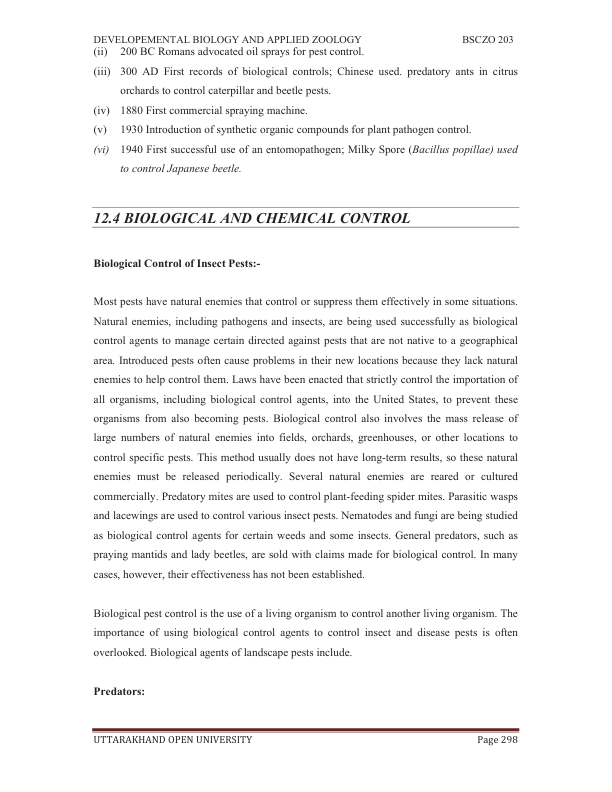 DEVELOPEMENTAL BIOLOGY AND APPLIED ZOOLOGY BSCZO 203
(ii) 200 BC Romans advocated oil sprays for pest control.
(iii) 300 AD First records of biological controls; Chinese used. predatory ants in citrus
orchards to control caterpillar and beetle pests.
(iv) 1880 First commercial spraying machine.
(v) 1930 Introduction of synthetic organic compounds for plant pathogen control.
(vi) 1940 First successful use of an entomopathogen; Milky Spore (Bacillus popillae) used
to control Japanese beetle.
12.4 BIOLOGICAL AND CHEMICAL CONTROL
Biological Control of Insect Pests:-
Most pests have natural enemies that control or suppress them effectively in some situations.
Natural enemies, including pathogens and insects, are being used successfully as biological
control agents to manage certain directed against pests that are not native to a geographical
area. Introduced pests often cause problems in their new locations because they lack natural
enemies to help control them. Laws have been enacted that strictly control the importation of
all organisms, including biological control agents, into the United States, to prevent these
organisms from also becoming pests. Biological control also involves the mass release of
large numbers of natural enemies into fields, orchards, greenhouses, or other locations to
control specific pests. This method usually does not have long-term results, so these natural
enemies must be released periodically. Several natural enemies are reared or cultured
commercially. Predatory mites are used to control plant-feeding spider mites. Parasitic wasps
and lacewings are used to control various insect pests. Nematodes and fungi are being studied
as biological control agents for certain weeds and some insects. General predators, such as
praying mantids and lady beetles, are sold with claims made for biological control. In many
cases, however, their effectiveness has not been established.
Biological pest control is the use of a living organism to control another living organism. The
importance of using biological control agents to control insect and disease pests is often
overlooked. Biological agents of landscape pests include.
Predators:
UTTARAKHAND OPEN UNIVERSITY Page 298